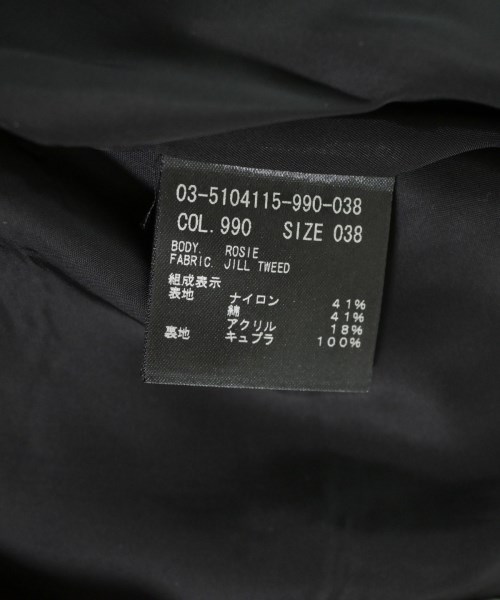 03-5104115-990-038
COL. 990 SIZE 038
BODY. ROSIE
FABRIC. JILL TWEED
組成表示
表地 ナイロン 41%
綿 41%
アクリル 18%
裏地 キュプラ 100%